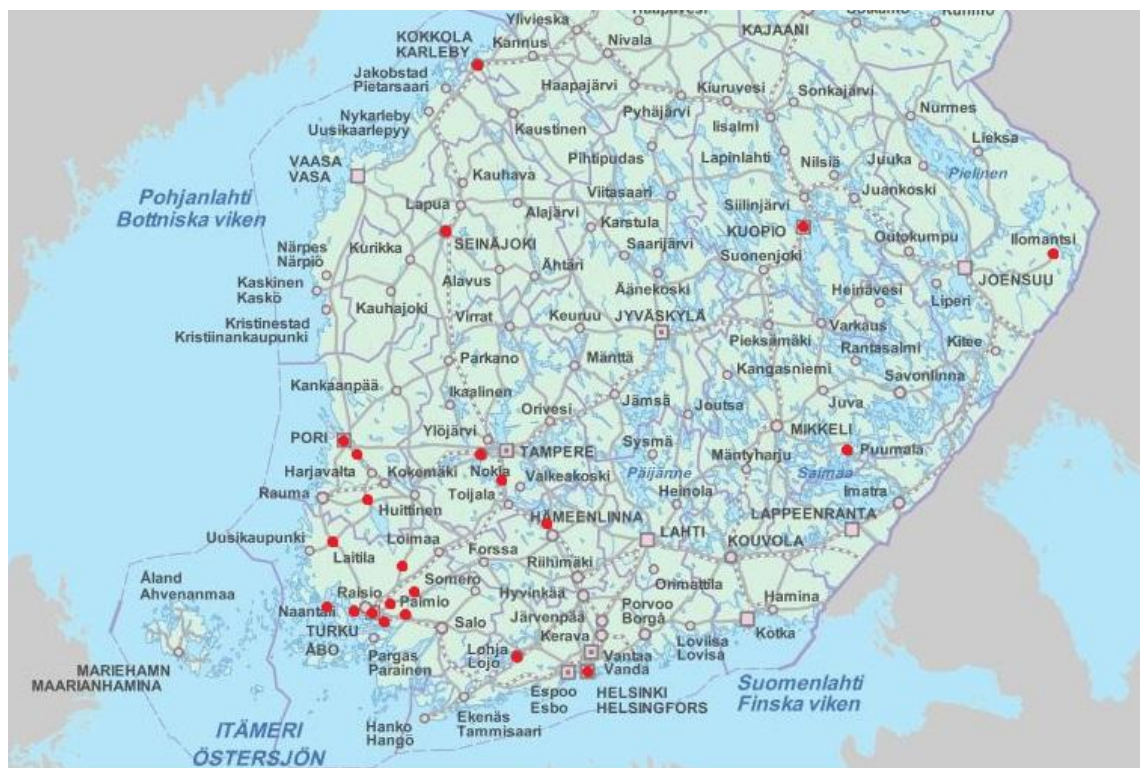 Ylivieska
Haapavesi
KOKKOLA
KARLEBY
Kannus
Nivala
KAJAANI
Kuhmo
Jakobstad
Pietarsaari
Haapajärvi
Kiuruvesi
Sonkajärvi
Pyhäjärvi
Nurmes
Nykarleby
Uusikaarlepyy
Kaustinen
Iisalmi
Lieksa
VAASA
VASA
Pihtipudas
Lapinlahti
Nilsiä
Juuka
Pielinen
Kauhava
Viitasaari
Juankoski
Pohjanlahti
Bottniska viken
Lapua
Alajärvi
Karstula
Siilinjärvi
KUOPIO
Outokumpu
Ilomantsi
Närpes
Närpiö
Kurikka
SEINÄJOKI
Saarijärvi
Suonenjoki
JOENSUU
Kaskinen
Kaskö
Alavus
Ähtäri
Äänekoski
Heinävesi
Liperi
Kauhajoki
Kristinestad
Kristiinankaupunki
Virrat
Keuruu
JYVÄSKYLÄ
Pieksämäki
Varkaus
Rantasalmi
Kitee
Parkano
Mänttä
Kangasniemi
Savonlinna
Kankaanpää
Ikaalinen
Jämsä
Joutsa
Juva
Orivesi
PORI
Ylöjärvi
TAMPERE
Sysmä
MIKKELI
Puumala
Harjavalta
Kokemäki
Nokia
Valkeakoski
Päijänne
Mäntyharju
Saimaa
Rauma
Huittinen
Toijala
Heinola
Imatra
HÄMEENLINNA
LAHTI
LAPPEENRANTA
Uusikaupunki
Laitila
Loimaa
Forssa
KOUVOLA
Riihimäki
Åland
Ahvenanmaa
Orimattila
Raisio
Somero
Hyvinkää
Hamina
Naantali
Paimio
Järvenpää
Porvoo
Borgå
TURKU
ÅBO
Salo
Kerava
Loviisa
Lovisa
Kotka
MARIEHAMN
MAARIANHAMINA
Pargas
Parainen
Lohja
Lojo
Vantaa
Vanda
Espoo
Esbo
HELSINKI
HELSINGFORS
Suomenlahti
Finska viken
ITÄMERI
ÖSTERSJÖN
Hanko
Hangö
Ekenäs
Tammisaari